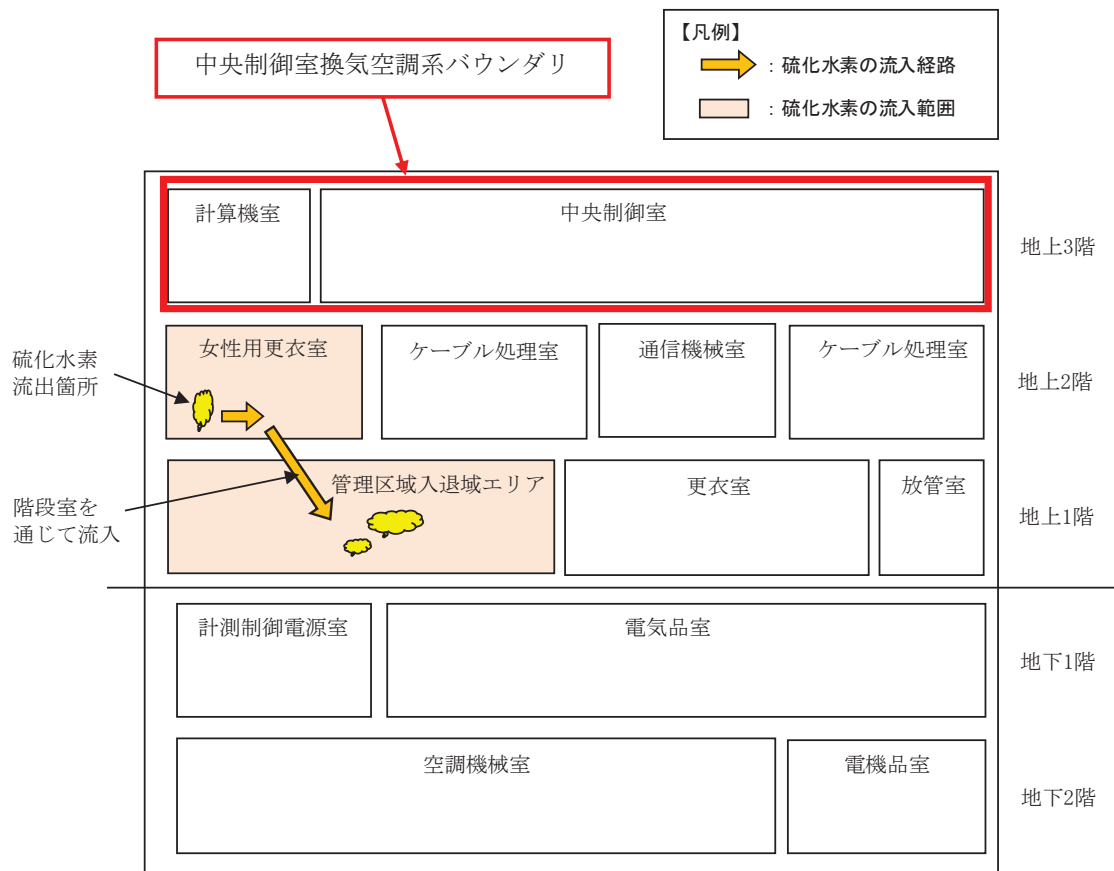 【凡例】
：硫化水素の流入経路
：硫化水素の流入範囲
中央制御室換気空調系バウンダリ
計算機室
中央制御室
地上3階
女性用更衣室
ケーブル処理室
通信機械室
ケーブル処理室
地上2階
硫化水素
流出箇所
管理区域入退域エリア
更衣室
放管室
地上1階
階段室を
通じて流入
計測制御電源室
電気品室
地下1階
空調機械室
電機品室
地下2階